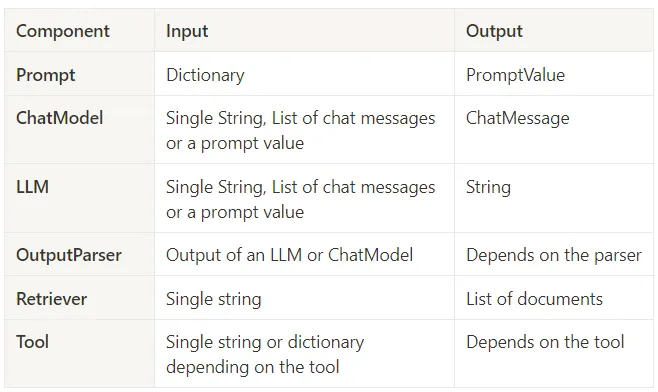 Component Input Output
Prompt Dictionary PromptValue
ChatModel Single String, List of chat messages ChatMessage
or a prompt value
LLM Single String, List of chat messages String
or a prompt value
OutputParser Output of an LLM or ChatModel Depends on the parser
Retriever Single string List of documents
Tool Single string or dictionary Depends on the tool
depending on the tool